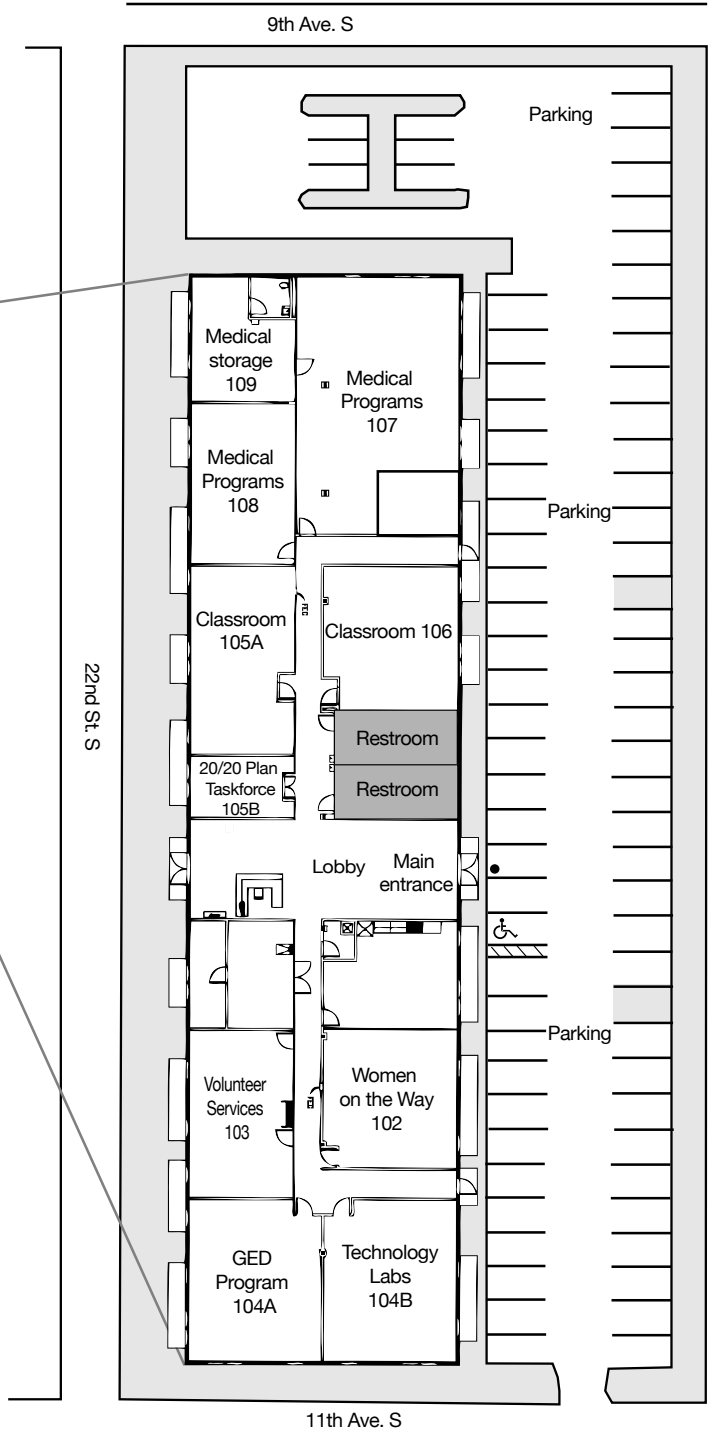 9th Ave. S
Parking
Medical
storage
109
Medical
Programs
107
Medical
Programs
108
Parking
Classroom
105A
FEC
Classroom 106
22nd St. S
Restroom
20/20 Plan
Taskforce
105B
Restroom
Lobby
Main
entrance
Parking
Volunteer
Services
103
FEC
Women
on the Way
102
GED
Program
104A
Technology
Labs
104B
11th Ave. S